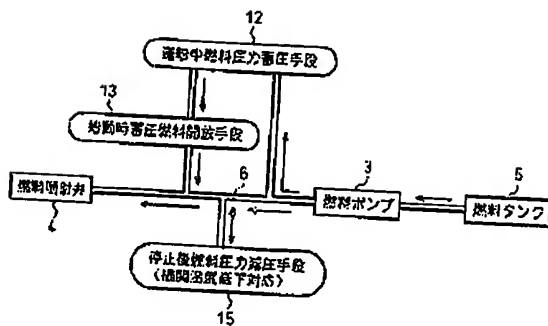 12
運転中燃料圧力蓄圧手段
13
始動時蓄圧燃料開放手段
6
3
5
燃料噴射弁
燃料ポンプ
燃料タンク
4
停止後燃料圧力減圧手段
(機関温度低下対応)
15